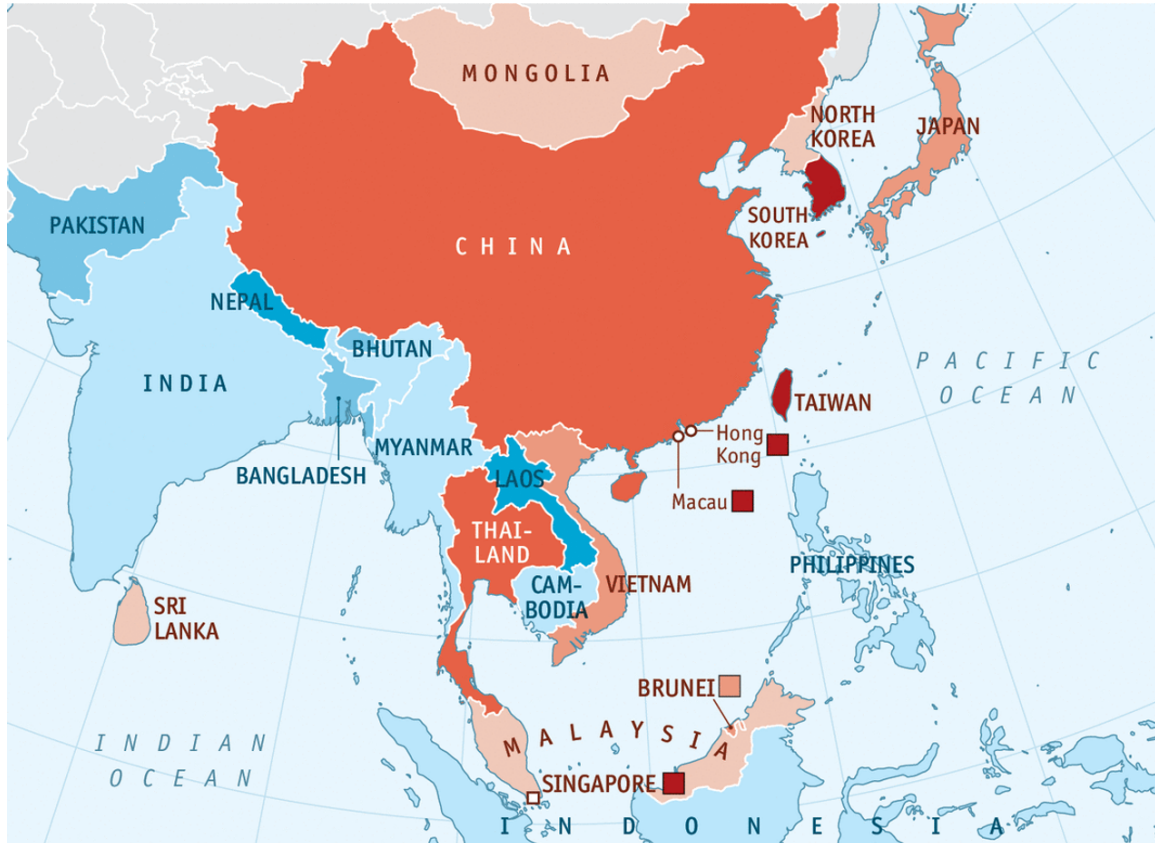 MONGOLIA
NORTH
KOREA
JAPAN
PAKISTAN
SOUTH
KOREA
CHINA
NEPAL
BHUTAN
PACIFIC
OCEAN
INDIA
TAIWAN
Hong
Kong
MYANMAR
BANGLADESH
LAOS
Macau
THAI-
LAND
PHILIPPINES
CAM-
BODIA
VIETNAM
SRI
LANKA
BRUNEI
INDIAN
OCEAN
MALAYSIA
SINGAPORE
INDONESIA